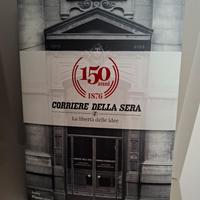 150
anni
1876
CORRIERE DELLA SERA
La libertà delle idee